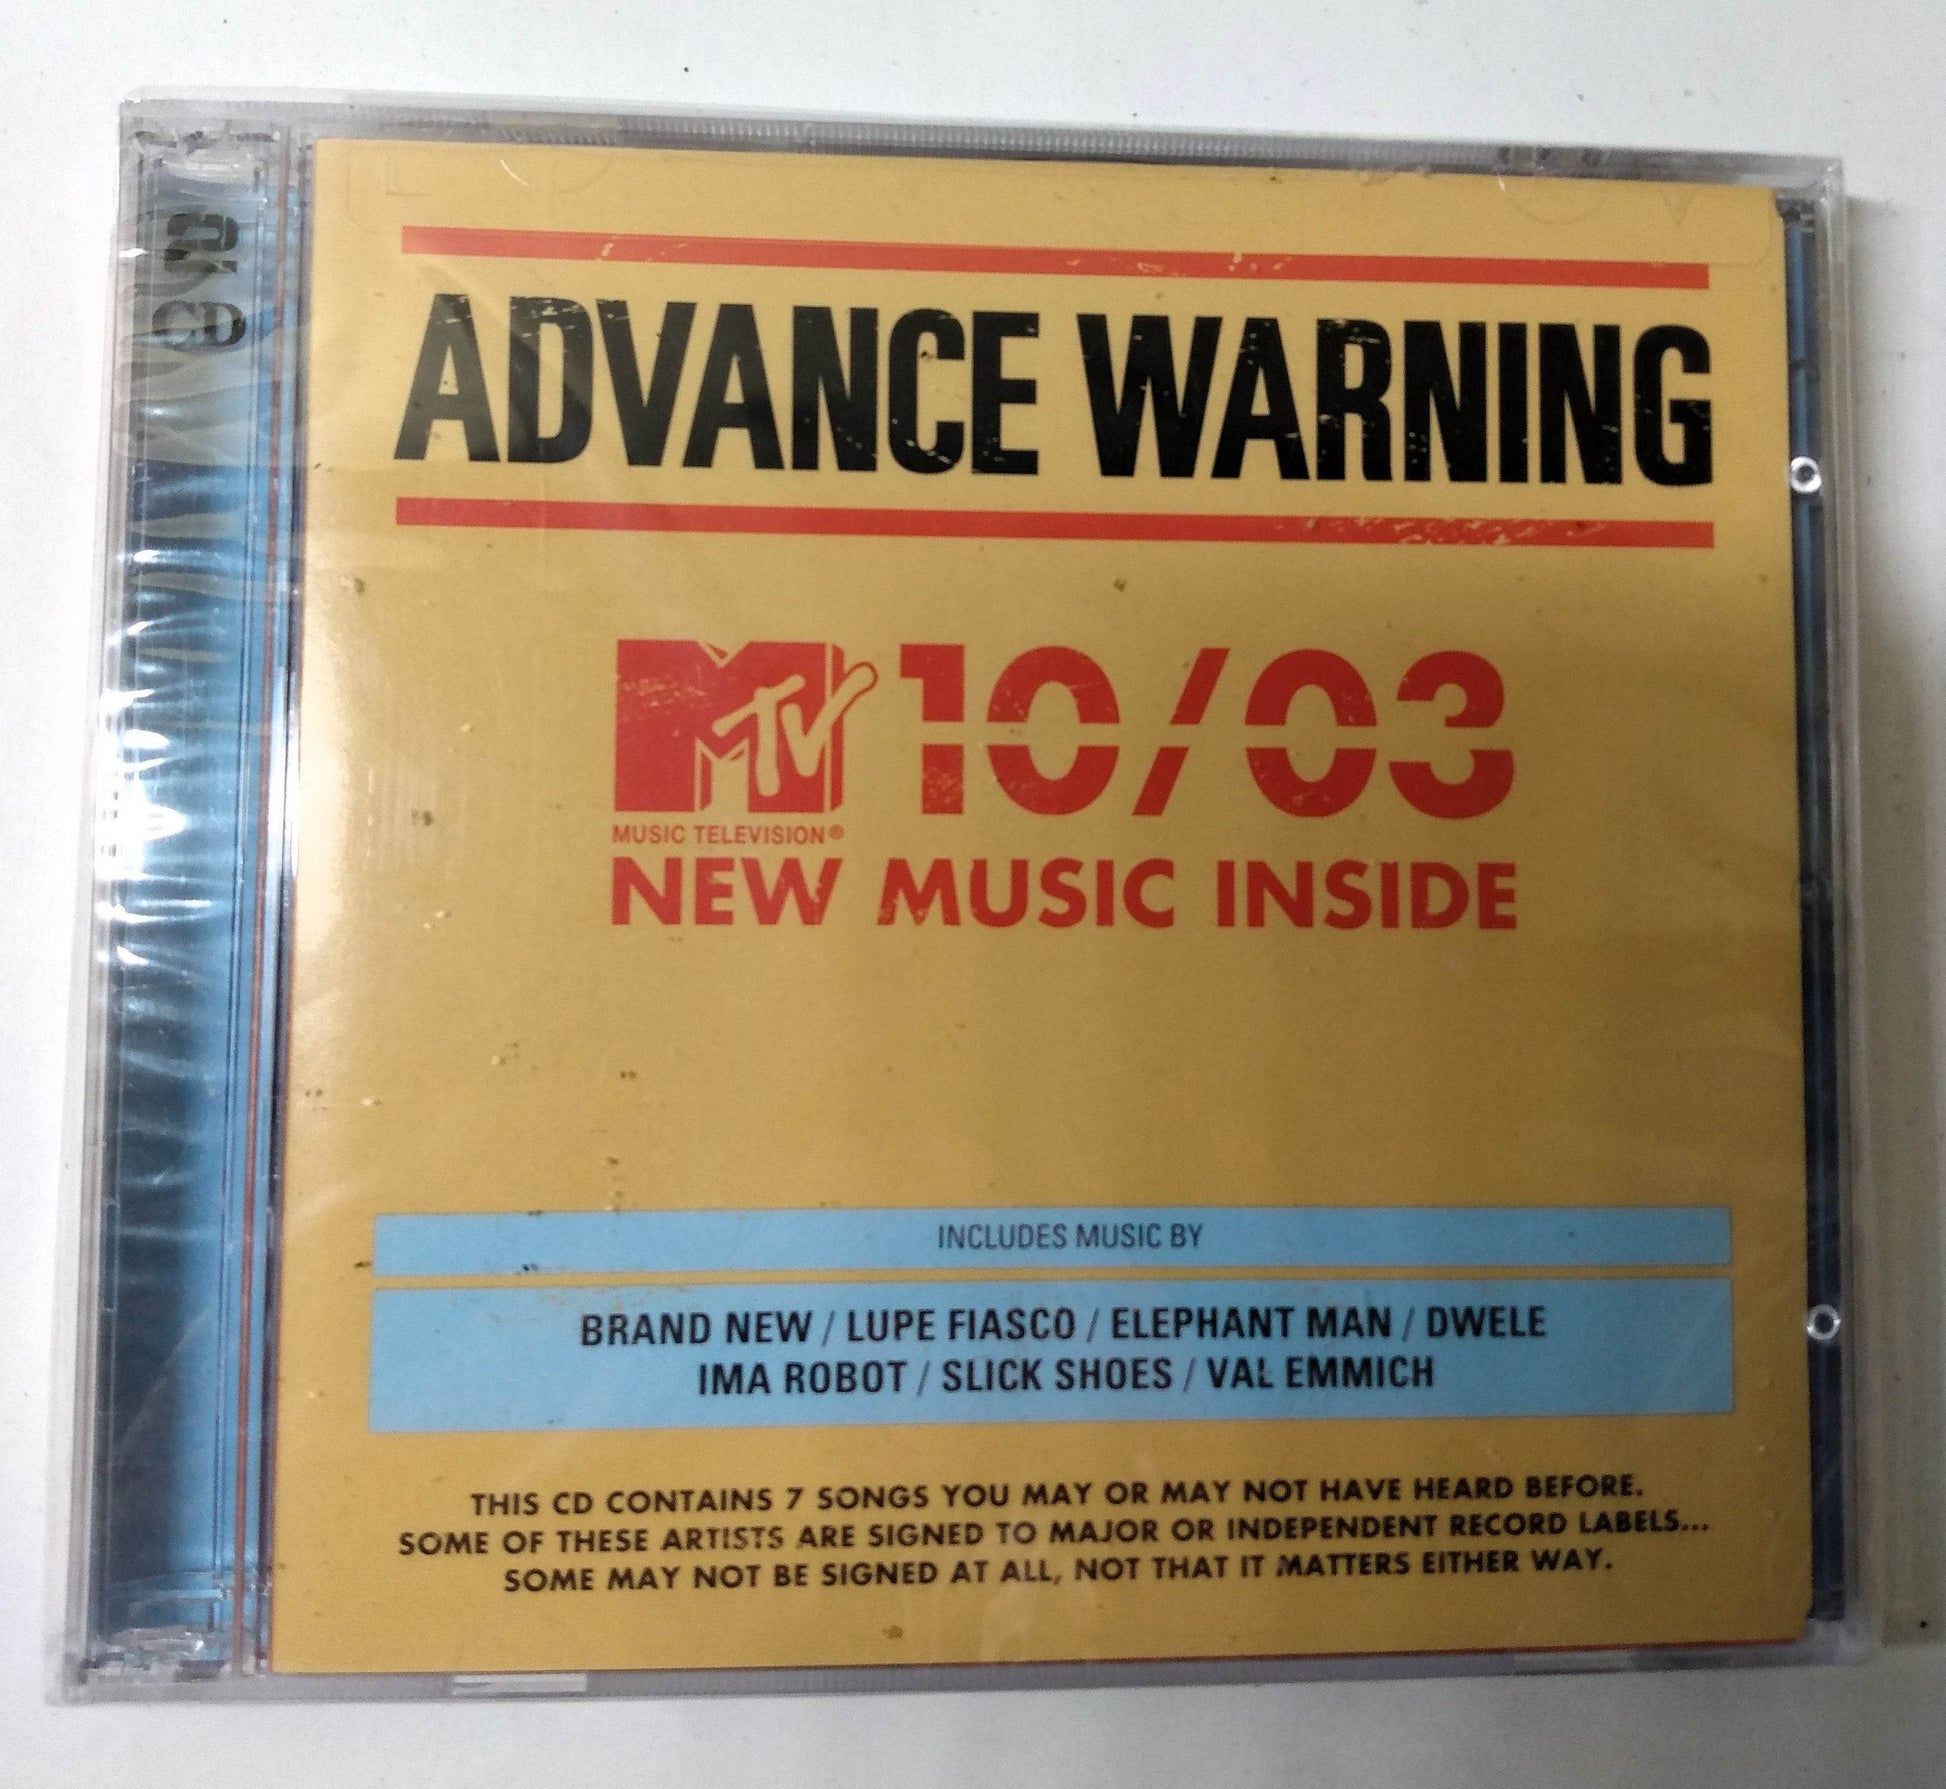 CD
ADVANCE WARNING
MTV 10/03
MUSIC TELEVISION®
NEW MUSIC INSIDE
INCLUDES MUSIC BY
BRAND NEW / LUPE FIASCO / ELEPHANT MAN / DWELE
IMA ROBOT / SLICK SHOES / VAL EMMICH
THIS CD CONTAINS 7 SONGS YOU MAY OR MAY NOT HAVE HEARD BEFORE.
SOME OF THESE ARTISTS ARE SIGNED TO MAJOR OR INDEPENDENT RECORD LABELS...
SOME MAY NOT BE SIGNED AT ALL, NOT THAT IT MATTERS EITHER WAY.